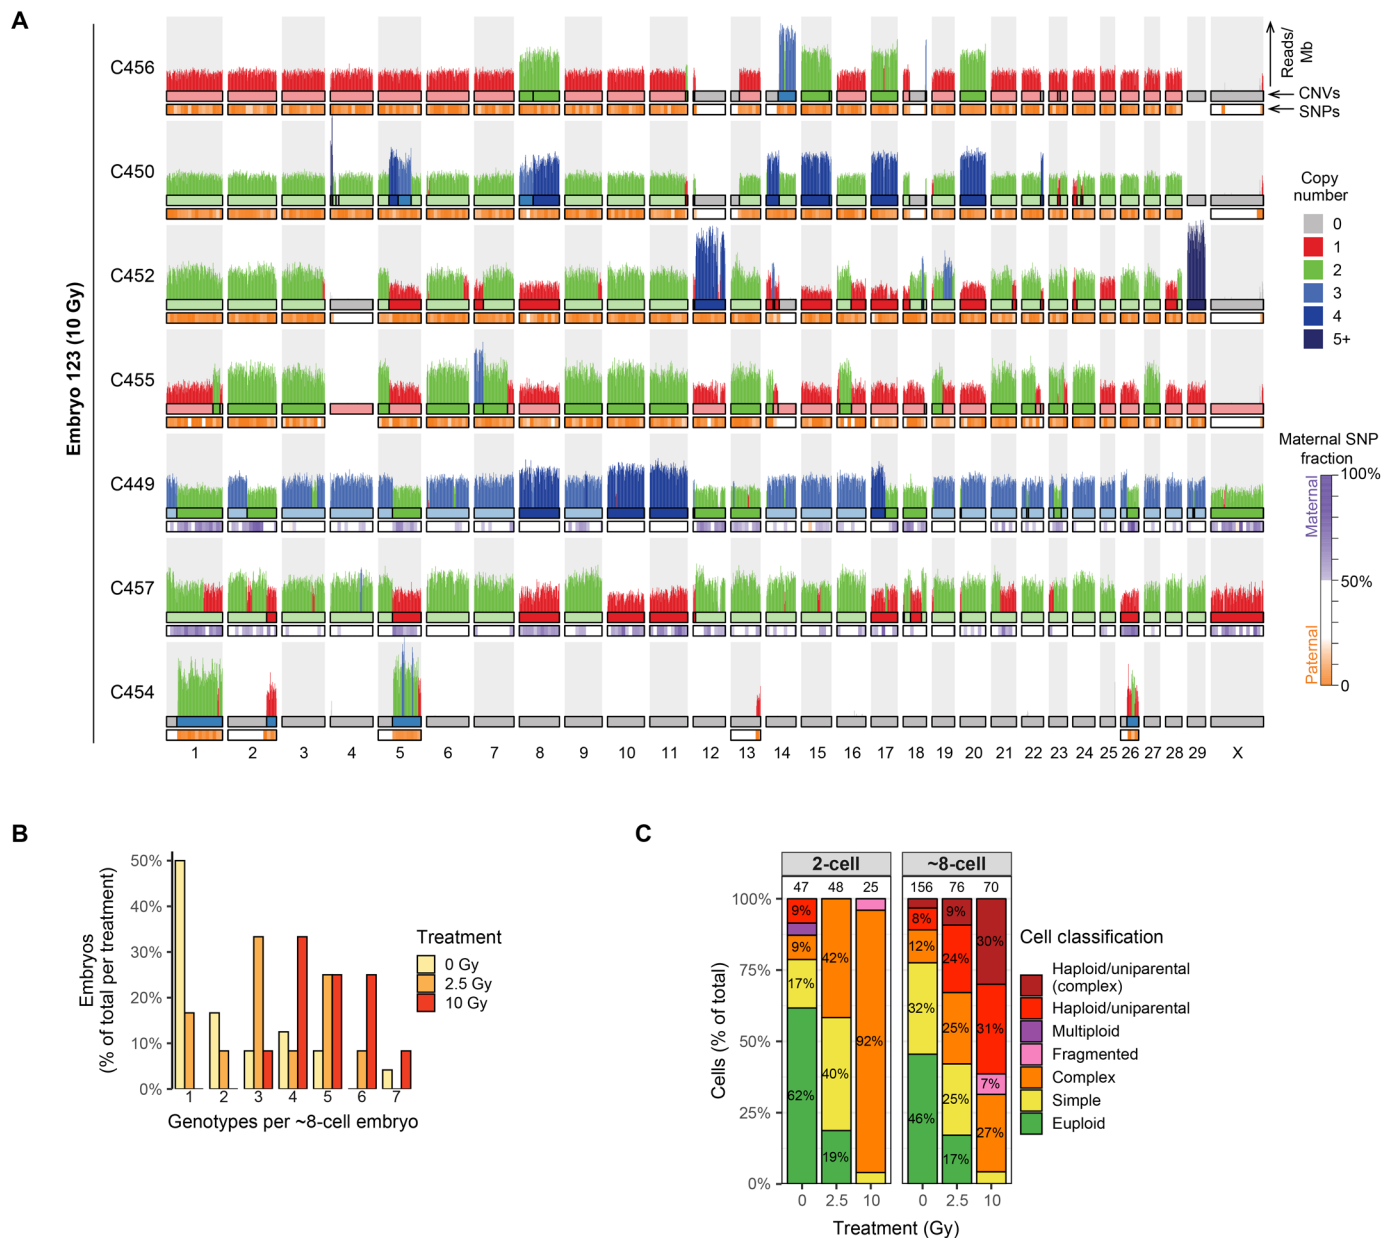 A
Embryo 123 (10 Gy)
C456
C450
C452
C455
C449
C457
C454
Reads/
Mb
CNVs
SNPs
Copy
number
0
1
2
3
4
5+
Maternal SNP
fraction
100%
50%
0
Maternal
Paternal
1 2 3 4 5 6 7 8 9 10 11 12 13 14 15 16 17 18 19 20 21 22 23 24 25 26 27 28 29 X
B
Embryos
(% of total per treatment)
50%
40%
30%
20%
10%
0%
1 2 3 4 5 6 7
Genotypes per ~8-cell embryo
Treatment
0 Gy
2.5 Gy
10 Gy
C
2-cell ~8-cell
47 48 25 156 76 70
Cells (% of total)
100%
75%
50%
25%
0%
9%
9%
17%
62%
42%
40%
19%
92%
8%
12%
32%
46%
9%
24%
25%
25%
17%
30%
31%
7%
27%
0 2.5 10 0 2.5 10
Treatment (Gy)
Cell classification
Haploid/uniparental
(complex)
Haploid/uniparental
Multiploid
Fragmented
Complex
Simple
Euploid